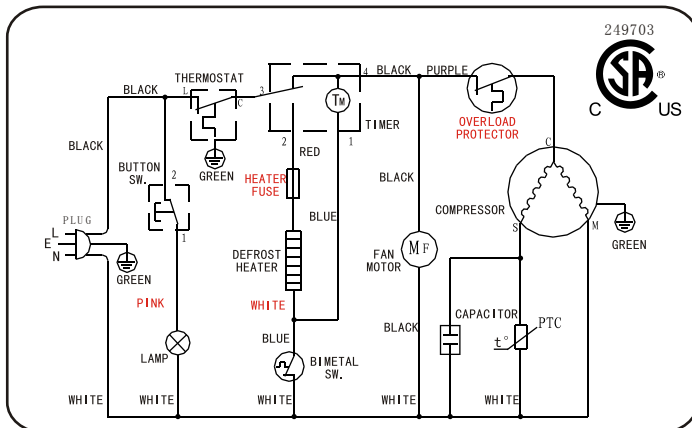 249703
CSA
®
C US
THERMOSTAT
BLACK
L
C
3
4
BLACK
PURPLE
TM
TIMER
OVERLOAD
PROTECTOR
2
1
RED
BLACK
BUTTON
SW.
2
GREEN
HEATER
FUSE
BLACK
C
BLUE
COMPRESSOR
PLUG
L
E
N
1
S
M
GREEN
DEFROST
HEATER
MF
FAN
MOTOR
GREEN
PINK
WHITE
BLACK
CAPACITOR
PTC
t°
BLUE
LAMP
BIMETAL
SW.
WHITE
WHITE
WHITE
WHITE
WHITE